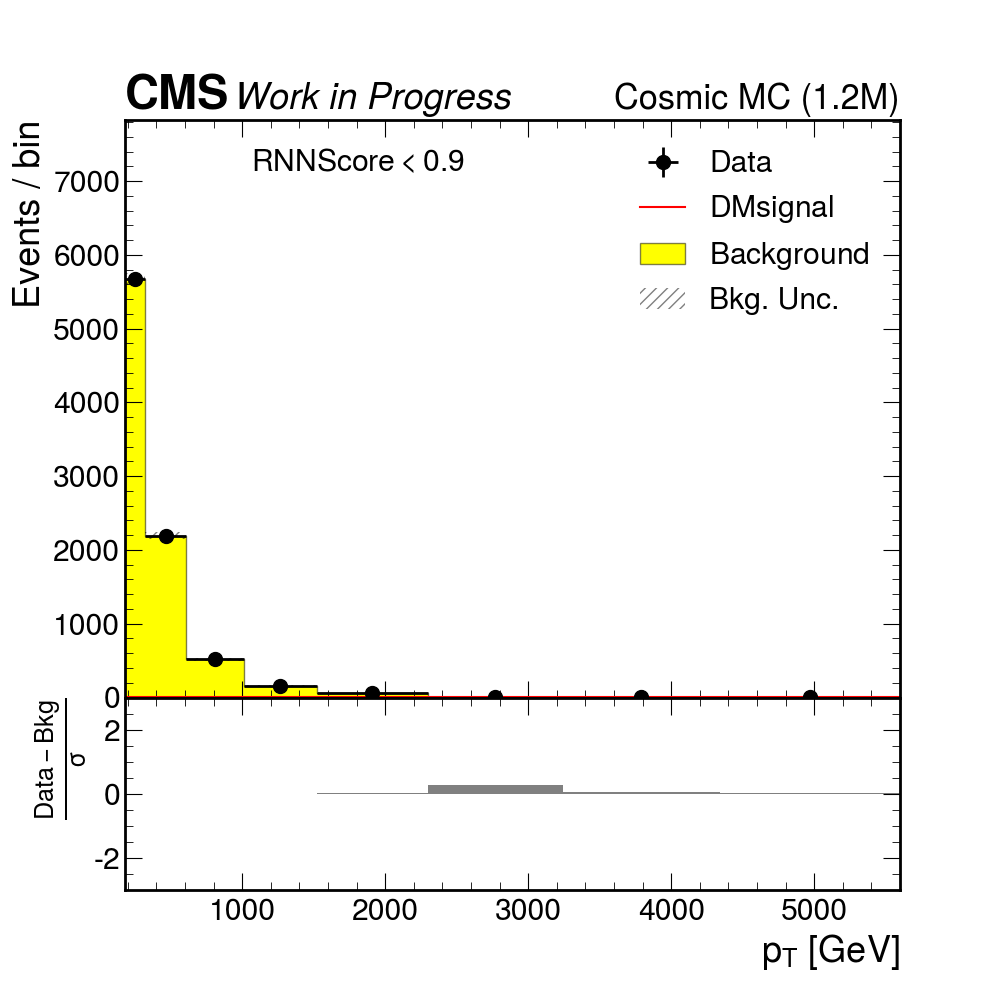 CMS Work in Progress
Cosmic MC (1.2M)
Events / bin
RNNScore < 0.9
Data
DMsignal
Background
Bkg. Unc.
7000
6000
5000
4000
3000
2000
1000
0
Data − Bkg
σ
2
0
-2
1000 2000 3000 4000 5000
pT [GeV]